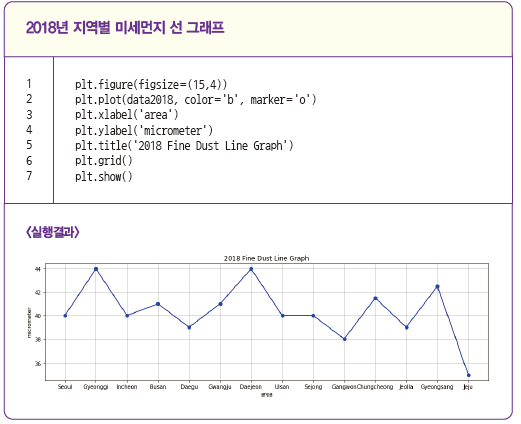 2018년 지역별 미세먼지 선 그래프
1 plt.figure(figsize=(15,4))
2 plt.plot(data2018, color='b', marker='o')
3 plt.xlabel('area')
4 plt.ylabel('micrometer')
5 plt.title('2018 Fine Dust Line Graph')
6 plt.grid()
7 plt.show()
<실행결과>
2018 Fine Dust Line Graph
44
42
40
38
36
micrometer
Seoul Gyeonggi Incheon Busan Daegu Gwangju Daejeon Ulsan Sejong Gangwon Chungcheong Jeolla Gyeongsang Jeju
area